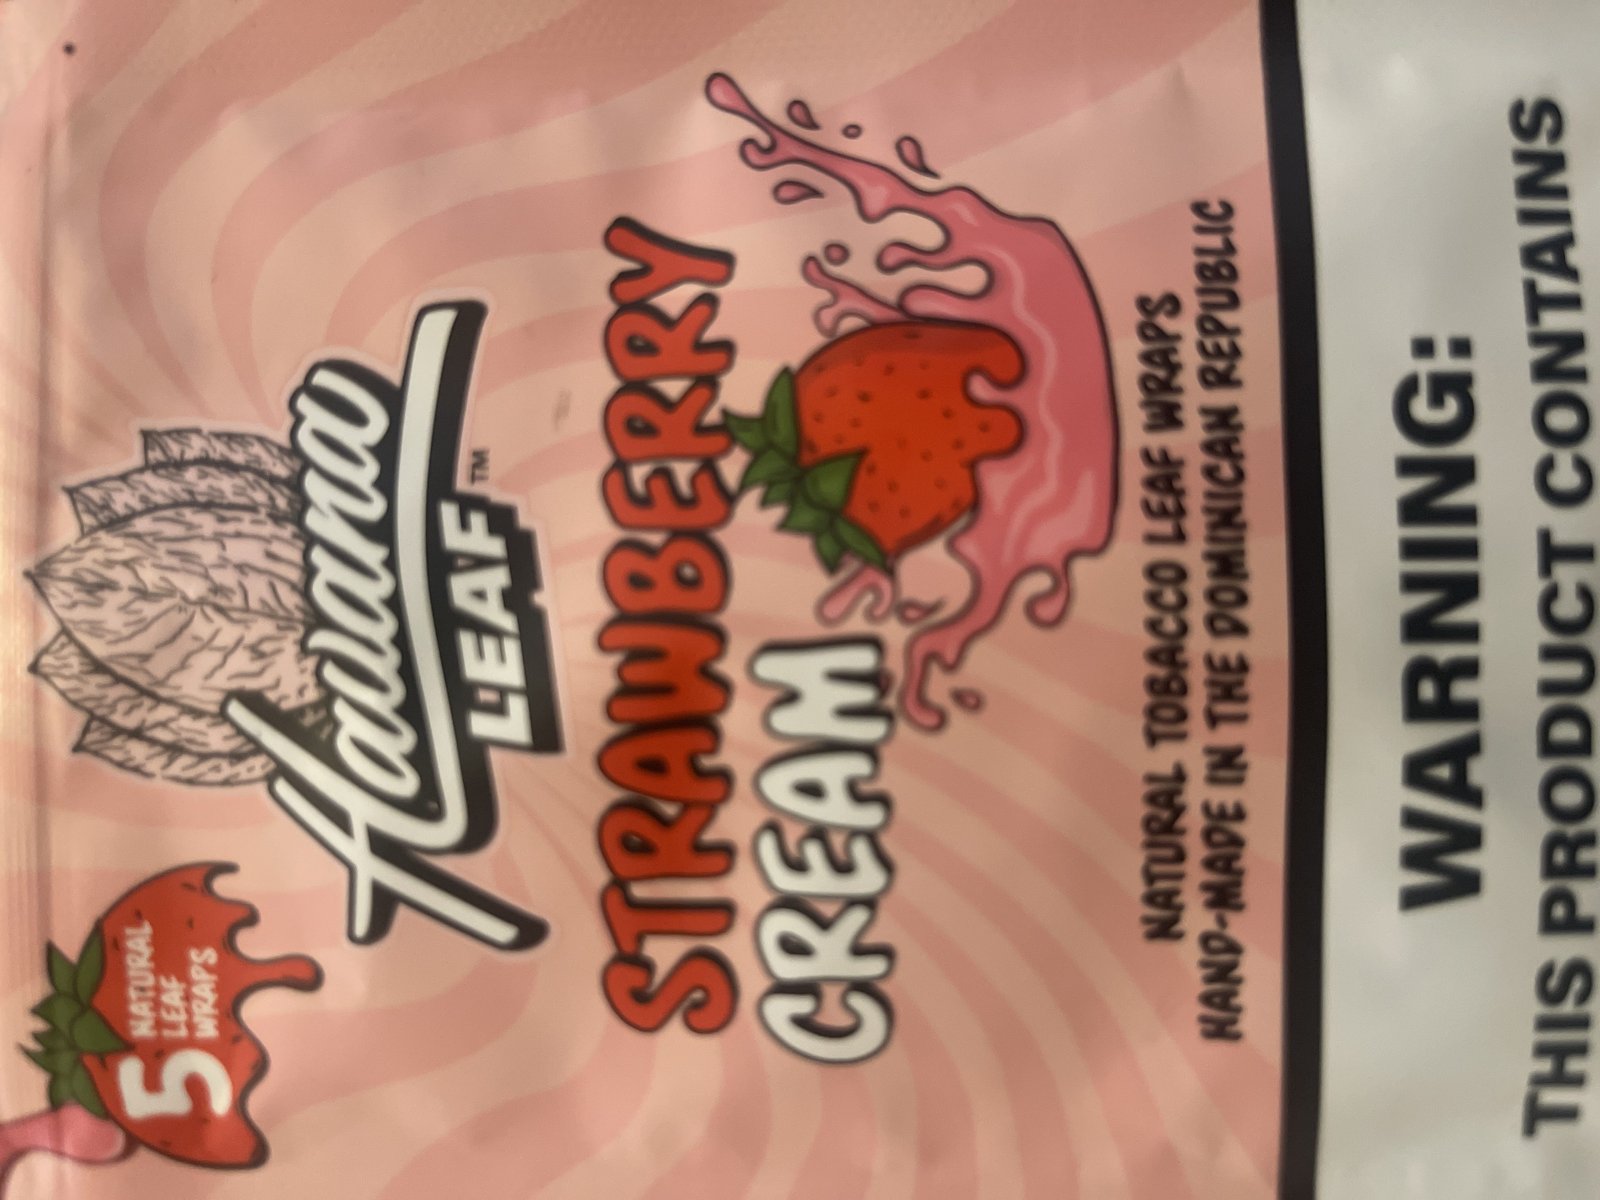 5 NATURAL
LEAF
WRAPS
Hawana
LEAF™
STRAWBERRY
CREAM
NATURAL TOBACCO LEAF WRAPS
HAND-MADE IN THE DOMINICAN REPUBLIC
WARNING:
THIS PRODUCT CONTAINS